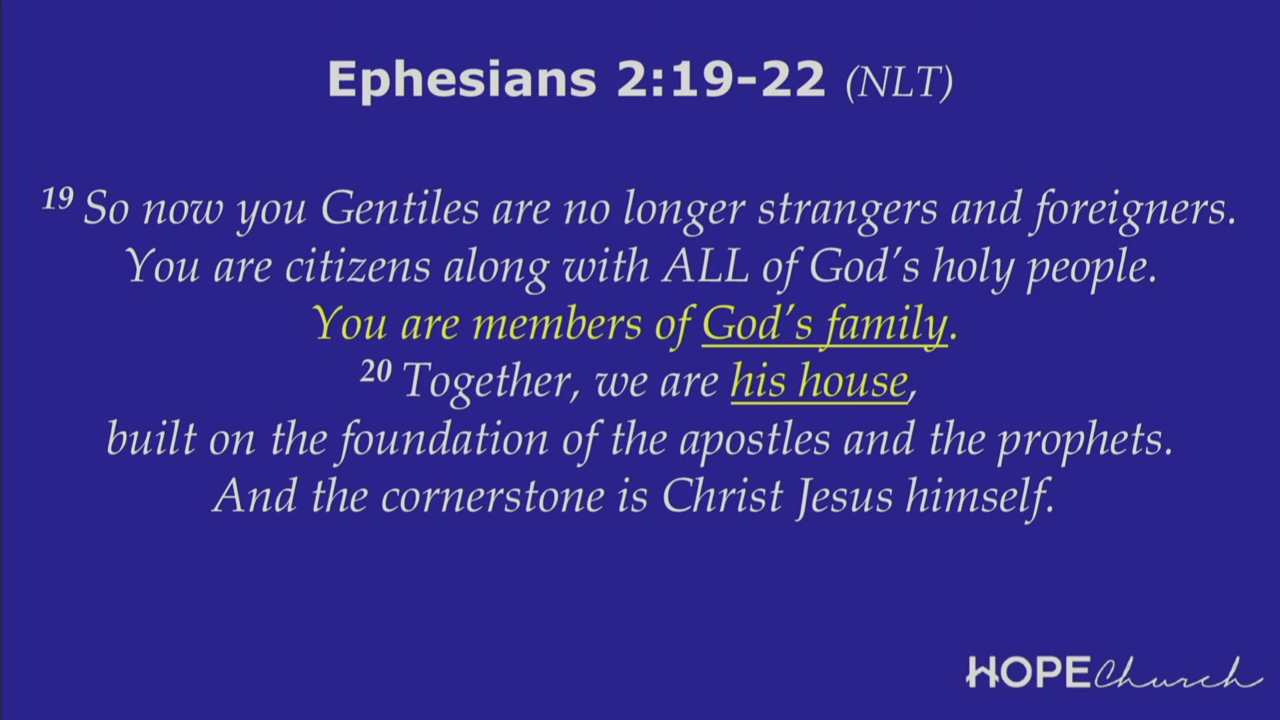 Ephesians 2:19-22 (NLT)
19 So now you Gentiles are no longer strangers and foreigners.
You are citizens along with ALL of God’s holy people.
You are members of God’s family.
20 Together, we are his house,
built on the foundation of the apostles and the prophets.
And the cornerstone is Christ Jesus himself.
HOPE Church